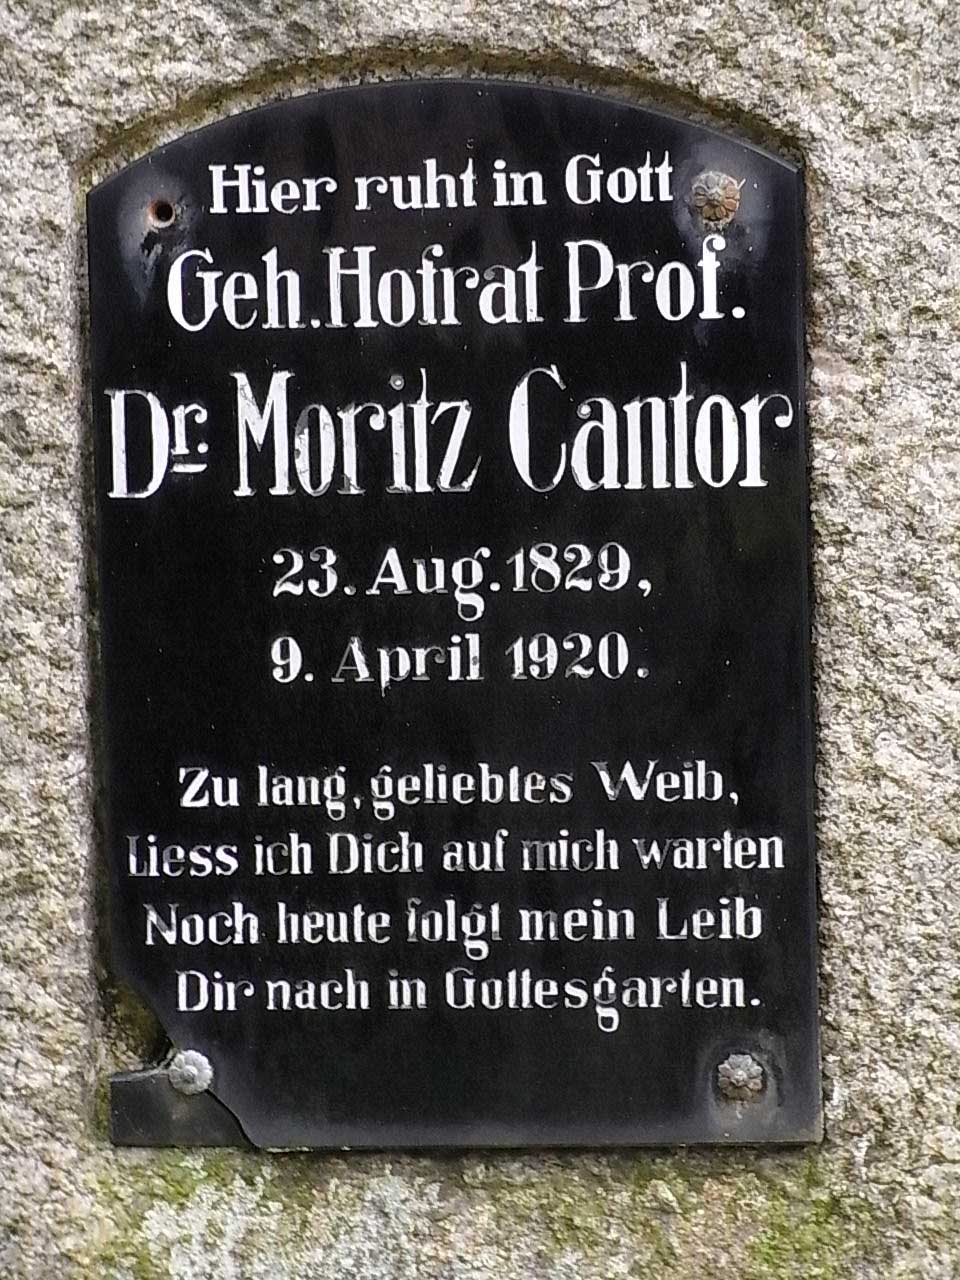 Hier ruht in Gott
Geh. Hofrat Prof.
Dr. Moritz Cantor
23. Aug. 1829,
9. April 1920.
Zu lang, geliebtes Weib,
Liess ich Dich auf mich warten
Noch heute folgt mein Leib
Dir nach in Gottesgarten.